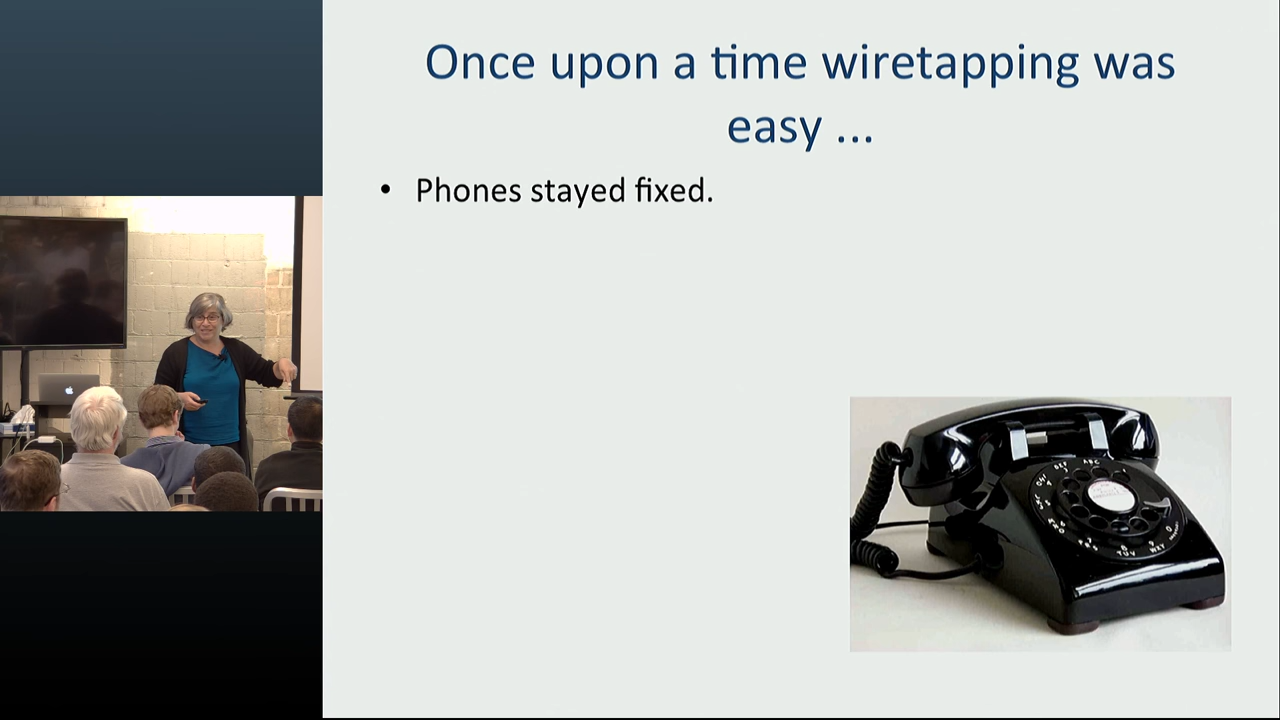 Once upon a time wiretapping was
easy ...
• Phones stayed fixed.